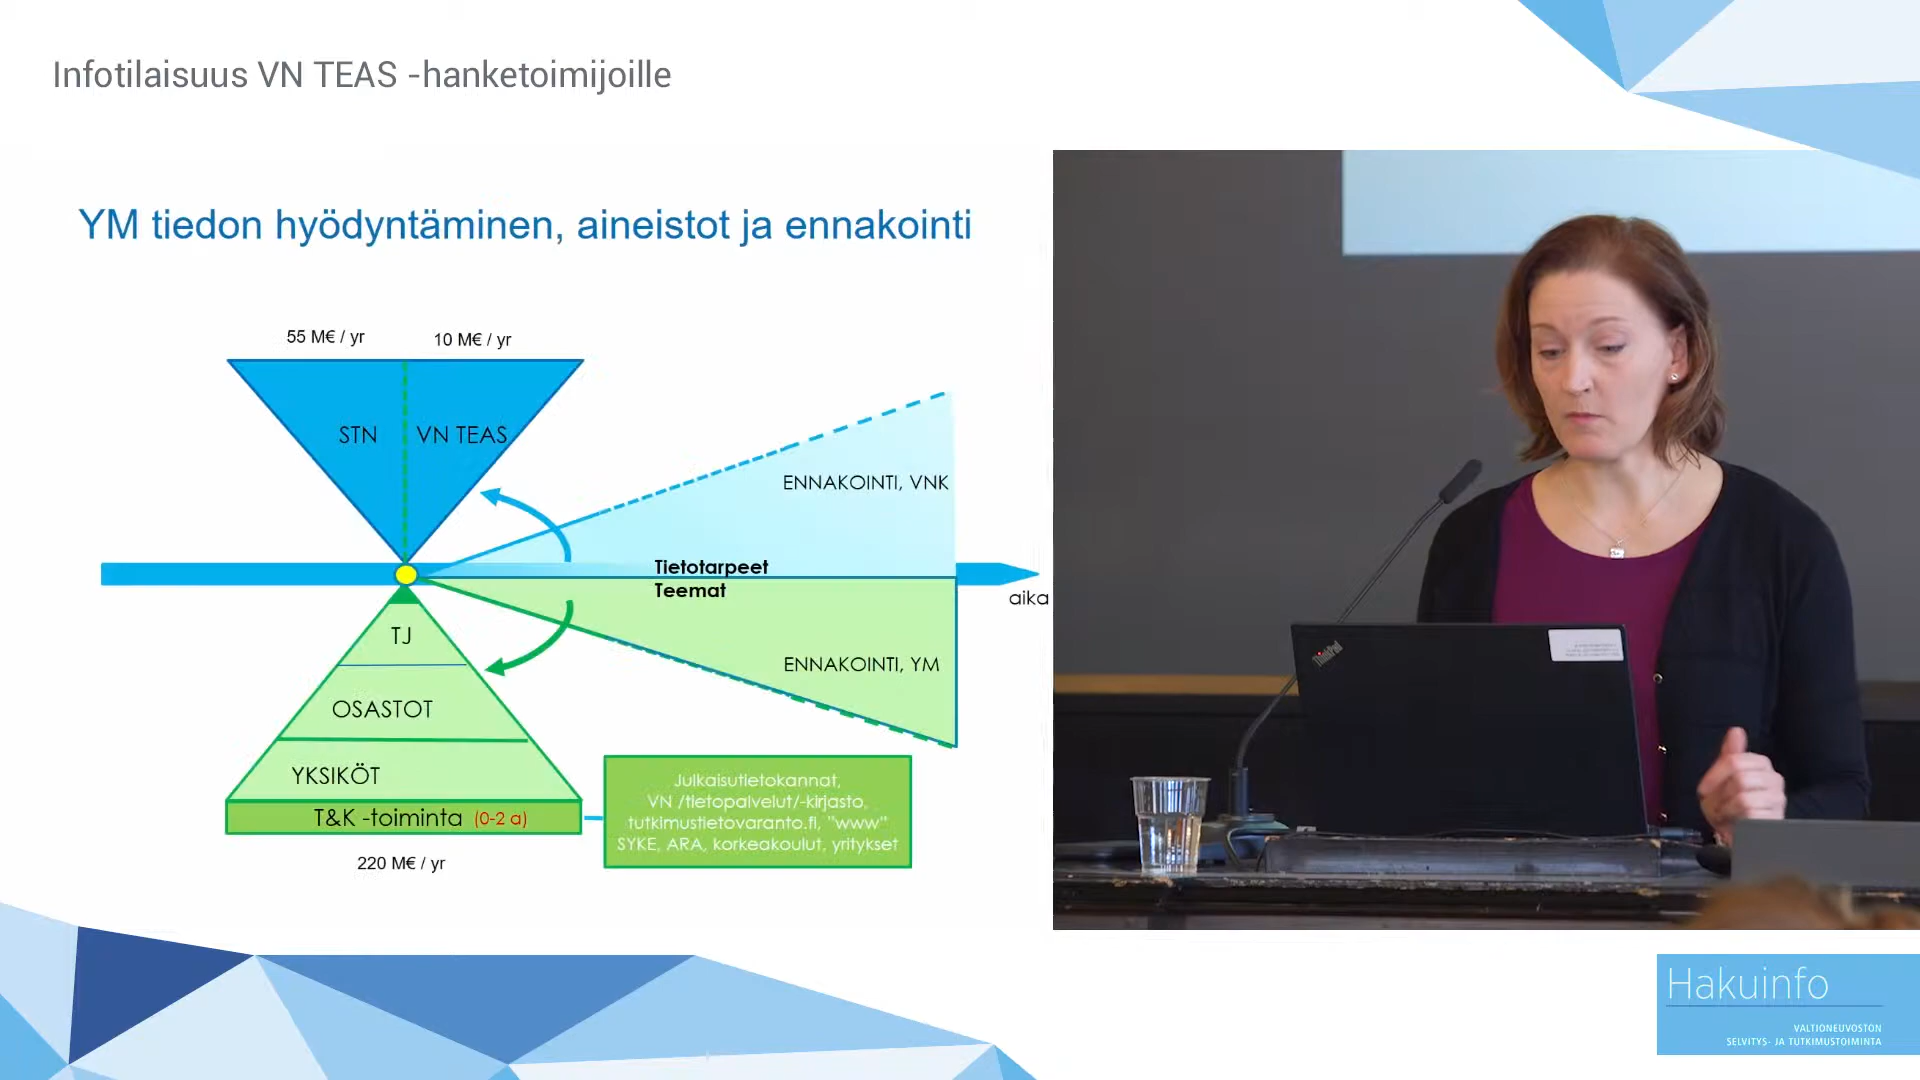 Infotilaisuus VN TEAS -hanketoimijoille
YM tiedon hyödyntäminen, aineistot ja ennakointi
55 M€ / yr
10 M€ / yr
STN
VN TEAS
ENNAKOINTI, VNK
Tietotarpeet
Teemat
aika
TJ
ENNAKOINTI, YM
OSASTOT
YKSIKÖT
T&K -toiminta (0-2 a)
220 M€ / yr
Julkaisutietokannat,
VN /tietopalvelut/-kirjasto,
tutkimustietovaranto.fi, "www"
SYKE, ARA, korkeakoulut, yritykset
ThinkPad
Hakuinfo
VALTIONEUVOSTON
SELVITYS- JA TUTKIMUSTOIMINTA